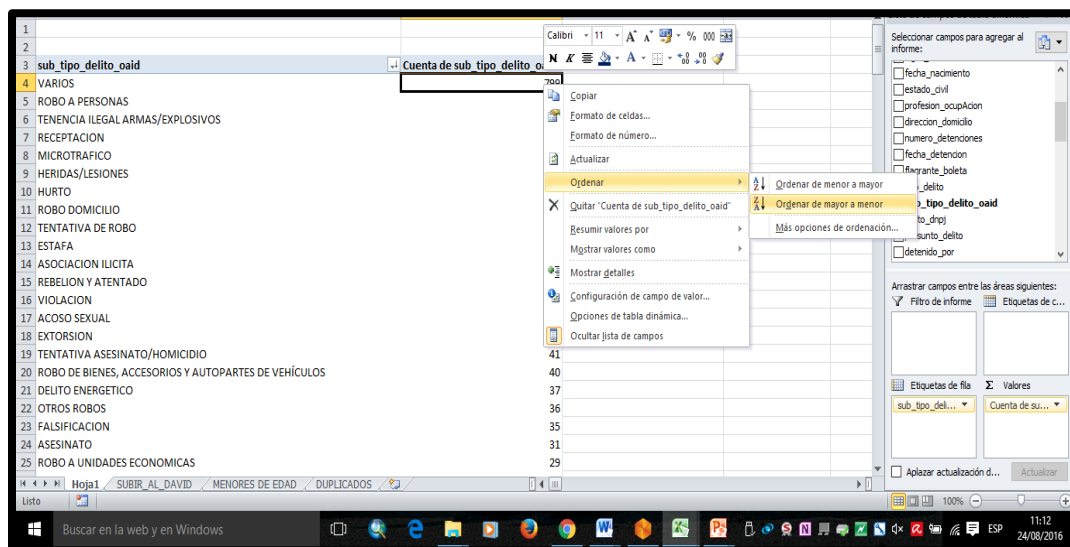 Calibri 11 A A % 000
N K A
Seleccionar campos para agregar al
informe:
1
2
3 sub_tipo_delito_oaid Cuenta de sub_tipo_delito_o
4 VARIOS 799
5 ROBO A PERSONAS
6 TENENCIA ILEGAL ARMAS/EXPLOSIVOS
7 RECEPTACION
8 MICROTRAFICO
9 HERIDAS/LESIONES
10 HURTO
11 ROBO DOMICILIO
12 TENTATIVA DE ROBO
13 ESTAFA
14 ASOCIACION ILICITA
15 REBELION Y ATENTADO
16 VIOLACION
17 ACOSO SEXUAL
18 EXTORSION
19 TENTATIVA ASESINATO/HOMICIDIO 41
20 ROBO DE BIENES, ACCESORIOS Y AUTOPARTES DE VEHÍCULOS 40
21 DELITO ENERGETICO 37
22 OTROS ROBOS 36
23 FALSIFICACION 35
24 ASESINATO 31
25 ROBO A UNIDADES ECONOMICAS 29
Copiar
Formato de celdas...
Formato de número...
Actualizar
Ordenar
Quitar "Cuenta de sub_tipo_delito_oaid"
Resumir valores por
Mostrar valores como
Mostrar detalles
Configuración de campo de valor...
Opciones de tabla dinámica...
Ocultar lista de campos
Ordenar de menor a mayor
Ordenar de mayor a menor
Más opciones de ordenación...
fecha_nacimiento
estado_civil
profesion_ocupAcion
direccion_domicilio
numero_detenciones
fecha_detencion
flagrante_boleta
_delito
_tipo_delito_oaid
to_dnpj
sunto_delito
detenido_por
Arrastrar campos entre las áreas siguientes:
Filtro de informe Etiquetas de c...
Etiquetas de fila Σ Valores
sub_tipo_deli... Cuenta de su...
Aplazar actualización d... Actualizar
Hoja1 SUBIR_AL_DAVID MENORES DE EDAD DUPLICADOS
Listo 100%
Buscar en la web y en Windows ESP 11:12
24/08/2016